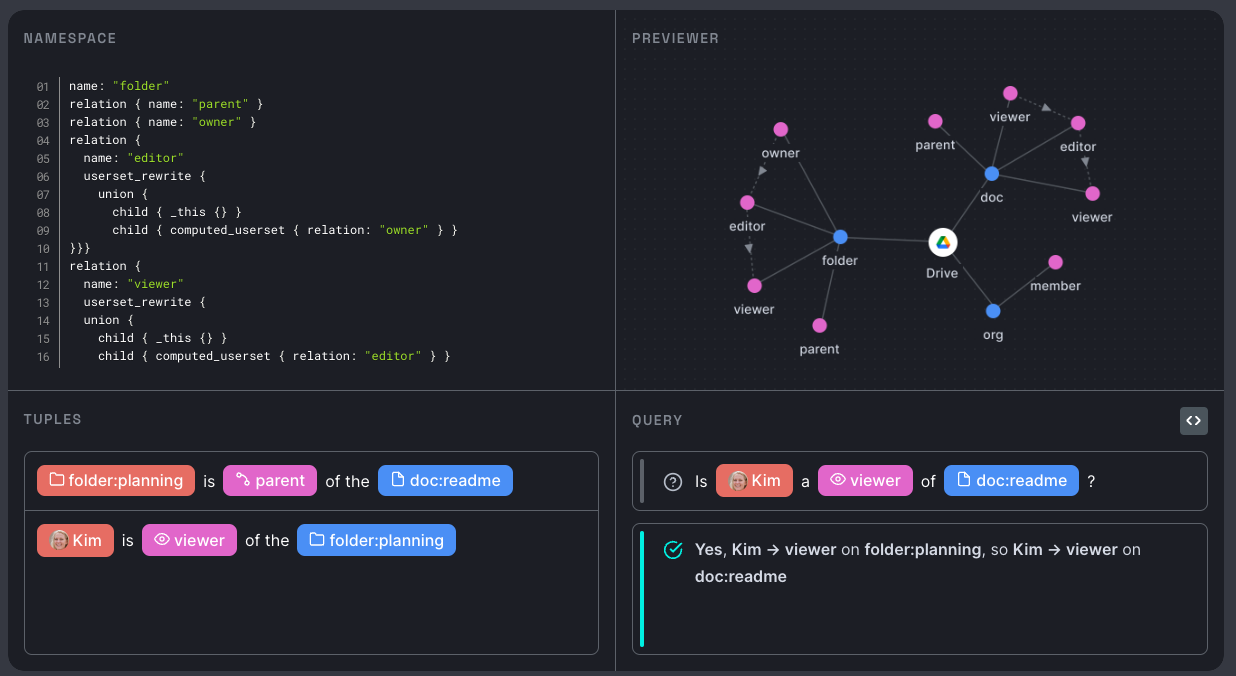 NAMESPACE
01 name: "folder"
02 relation { name: "parent" }
03 relation { name: "owner" }
04 relation {
05 name: "editor"
06 userset_rewrite {
07 union {
08 child { _this {} }
09 child { computed_userset { relation: "owner" } }
10 }}}
11 relation {
12 name: "viewer"
13 userset_rewrite {
14 union {
15 child { _this {} }
16 child { computed_userset { relation: "editor" } }
PREVIEWER
viewer
parent
editor
owner
doc
viewer
editor
folder
Drive
member
viewer
org
parent
TUPLES
folder:planning is parent of the doc:readme
Kim is viewer of the folder:planning
QUERY
<>
Is Kim a viewer of doc:readme ?
Yes, Kim → viewer on folder:planning, so Kim → viewer on
doc:readme